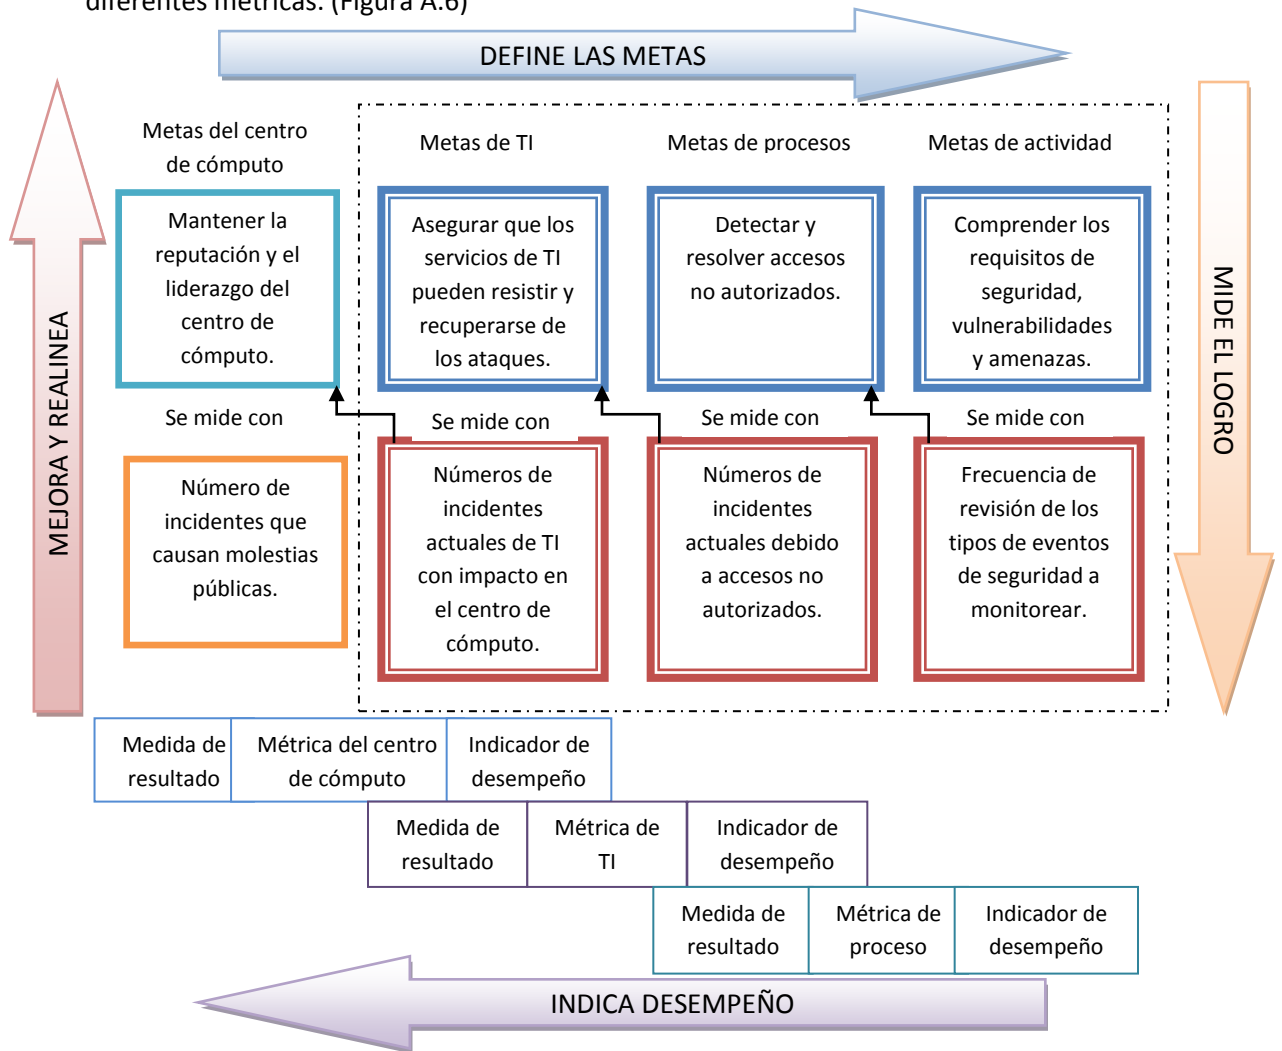 diferentes métricas. (Figura A.6)
DEFINE LAS METAS
Metas del centro
de cómputo
Metas de TI
Metas de procesos
Metas de actividad
Mantener la
reputación y el
liderazgo del
centro de
cómputo.
Asegurar que los
servicios de TI
pueden resistir y
recuperarse de
los ataques.
Detectar y
resolver accesos
no autorizados.
Comprender los
requisitos de
seguridad,
vulnerabilidades
y amenazas.
MEJORA Y REALINEA
MIDE EL LOGRO
Se mide con
Se mide con
Se mide con
Se mide con
Número de
incidentes que
causan molestias
públicas.
Números de
incidentes
actuales de TI
con impacto en
el centro de
cómputo.
Números de
incidentes
actuales debido
a accesos no
autorizados.
Frecuencia de
revisión de los
tipos de eventos
de seguridad a
monitorear.
Medida de
resultado
Métrica del centro
de cómputo
Indicador de
desempeño
Medida de
resultado
Métrica de
TI
Indicador de
desempeño
Medida de
resultado
Métrica de
proceso
Indicador de
desempeño
INDICA DESEMPEÑO